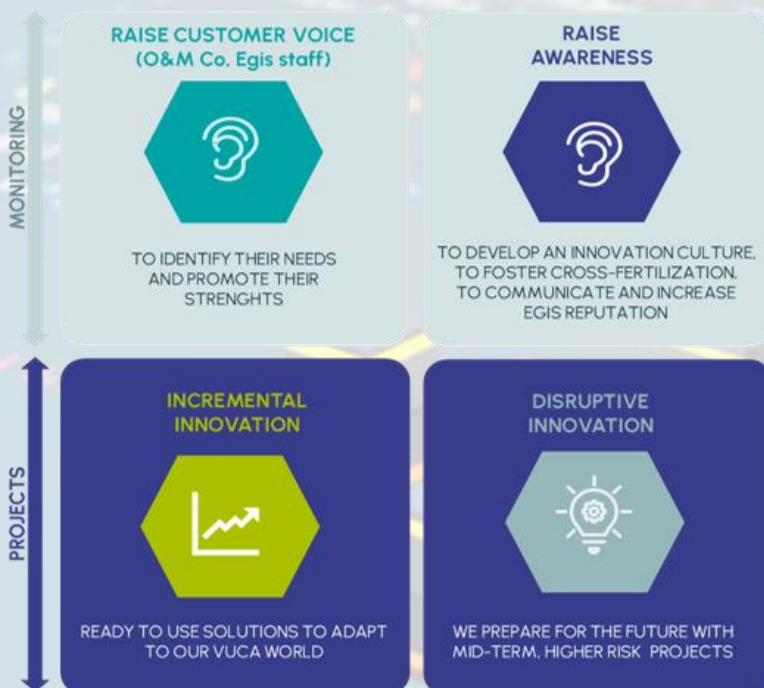 MONITORING
RAISE CUSTOMER VOICE
(O&M Co, Egis staff)
TO IDENTIFY THEIR NEEDS
AND PROMOTE THEIR
STRENGHTS
RAISE
AWARENESS
TO DEVELOP AN INNOVATION CULTURE,
TO FOSTER CROSS-FERTILIZATION,
TO COMMUNICATE AND INCREASE
EGIS REPUTATION
PROJECTS
INCREMENTAL
INNOVATION
READY TO USE SOLUTIONS TO ADAPT
TO OUR VUCA WORLD
DISRUPTIVE
INNOVATION
WE PREPARE FOR THE FUTURE WITH
MID-TERM, HIGHER RISK PROJECTS